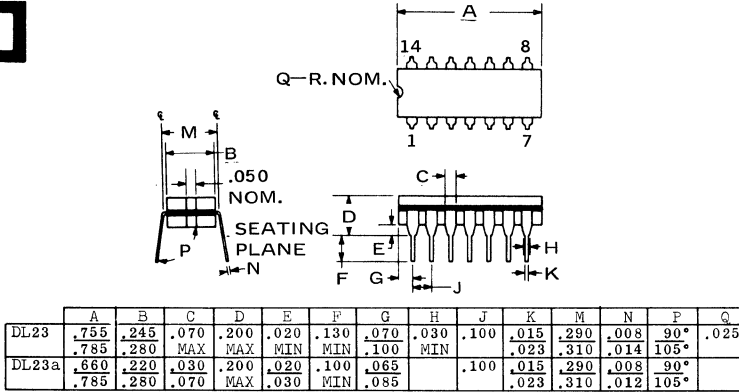 A
14 8
Q—R. NOM.
1 7
℄ ℄
M
B
.050
NOM.
C
D
SEATING
PLANE
E
P
N
F
G
H
K
J
A B C D E F G H J K M N P Q
DL23 .755 .245 .070 .200 .020 .130 .070 .030 .100 .015 .290 .008 90° .025
.785 .280 MAX MAX MIN MIN .100 MIN .023 .310 .014 105°
DL23a .660 .220 .030 .200 .020 .100 .065 .100 .015 .290 .008 90°
.785 .280 .070 MAX .030 MIN .085 .023 .310 .012 105°